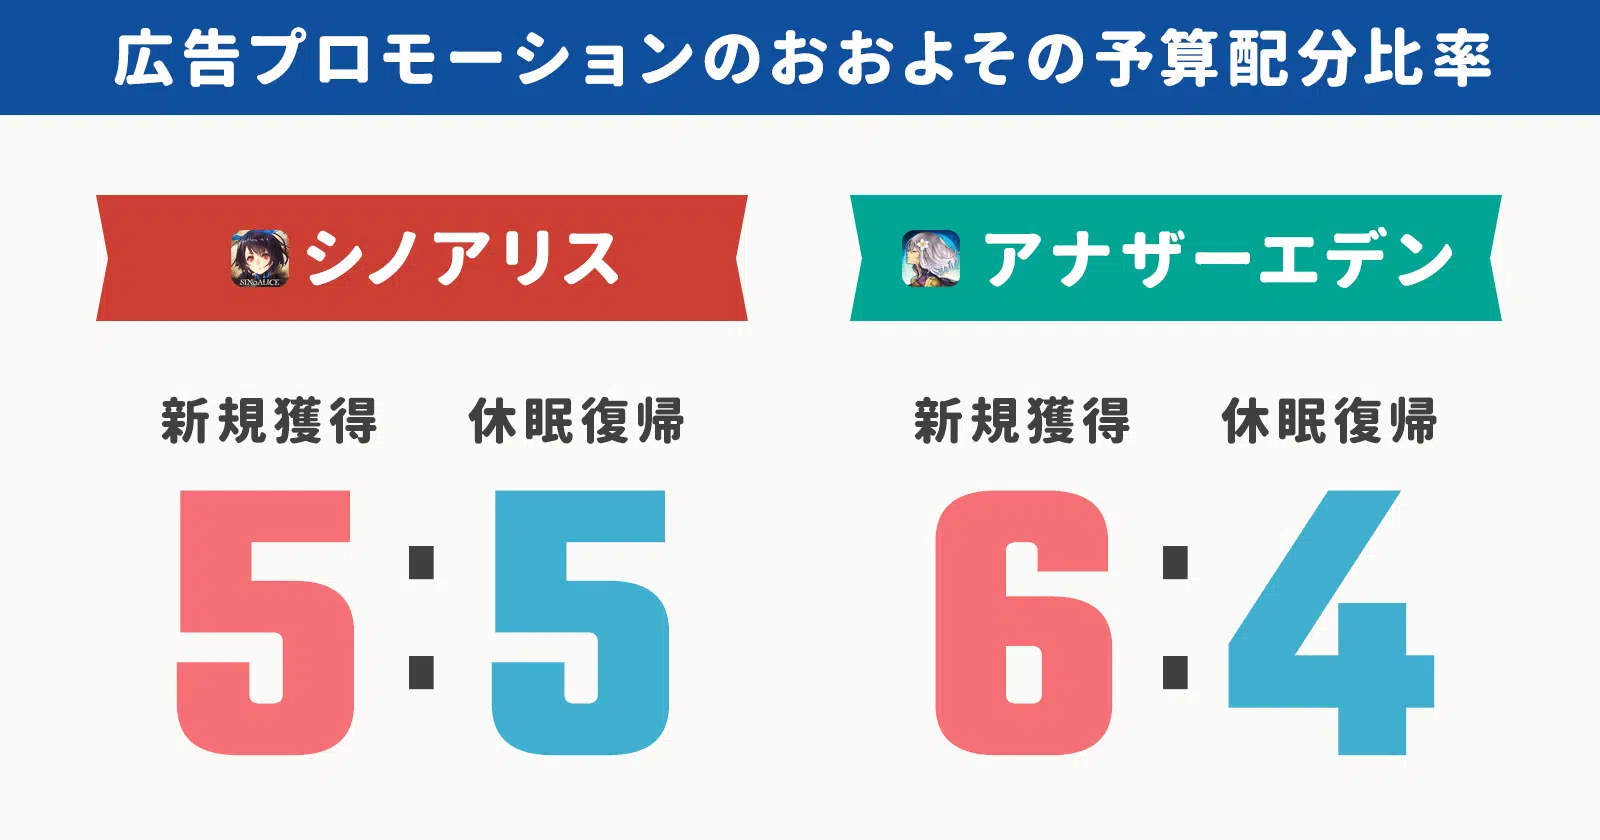 広告プロモーションのおおよその予算配分比率
SINoALICE
シノアリス
アナザーエデン
新規獲得 休眠復帰
5:5
新規獲得 休眠復帰
6:4